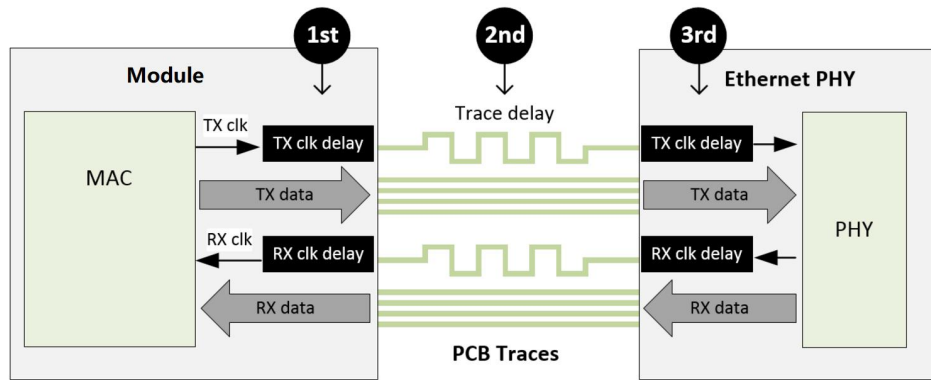 1st
2nd
3rd
Module
Ethernet PHY
Trace delay
TX clk
TX clk delay
TX clk delay
MAC
TX data
TX data
PHY
RX clk
RX clk delay
RX clk delay
RX data
RX data
PCB Traces